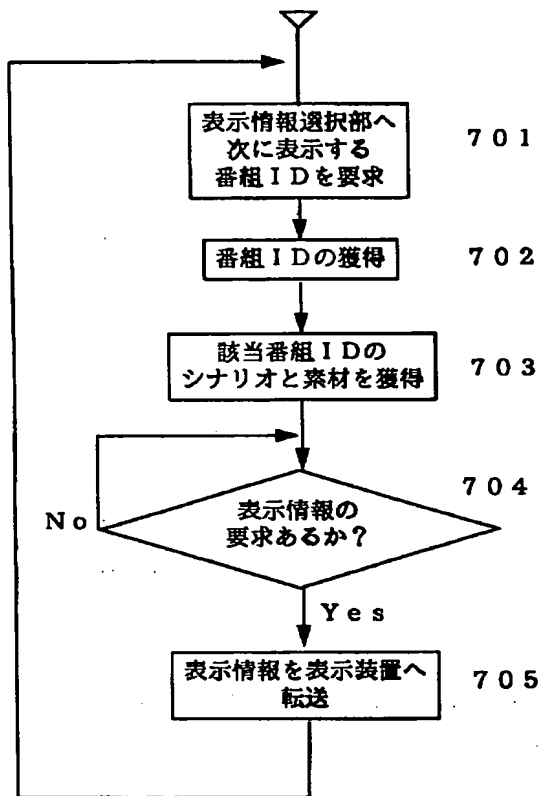 表示情報選択部へ
次に表示する
番組ＩＤを要求
７０１
番組ＩＤの獲得
７０２
該当番組ＩＤの
シナリオと素材を獲得
７０３
７０４
表示情報の
要求あるか？
Ｎｏ
Ｙｅｓ
表示情報を表示装置へ
転送
７０５